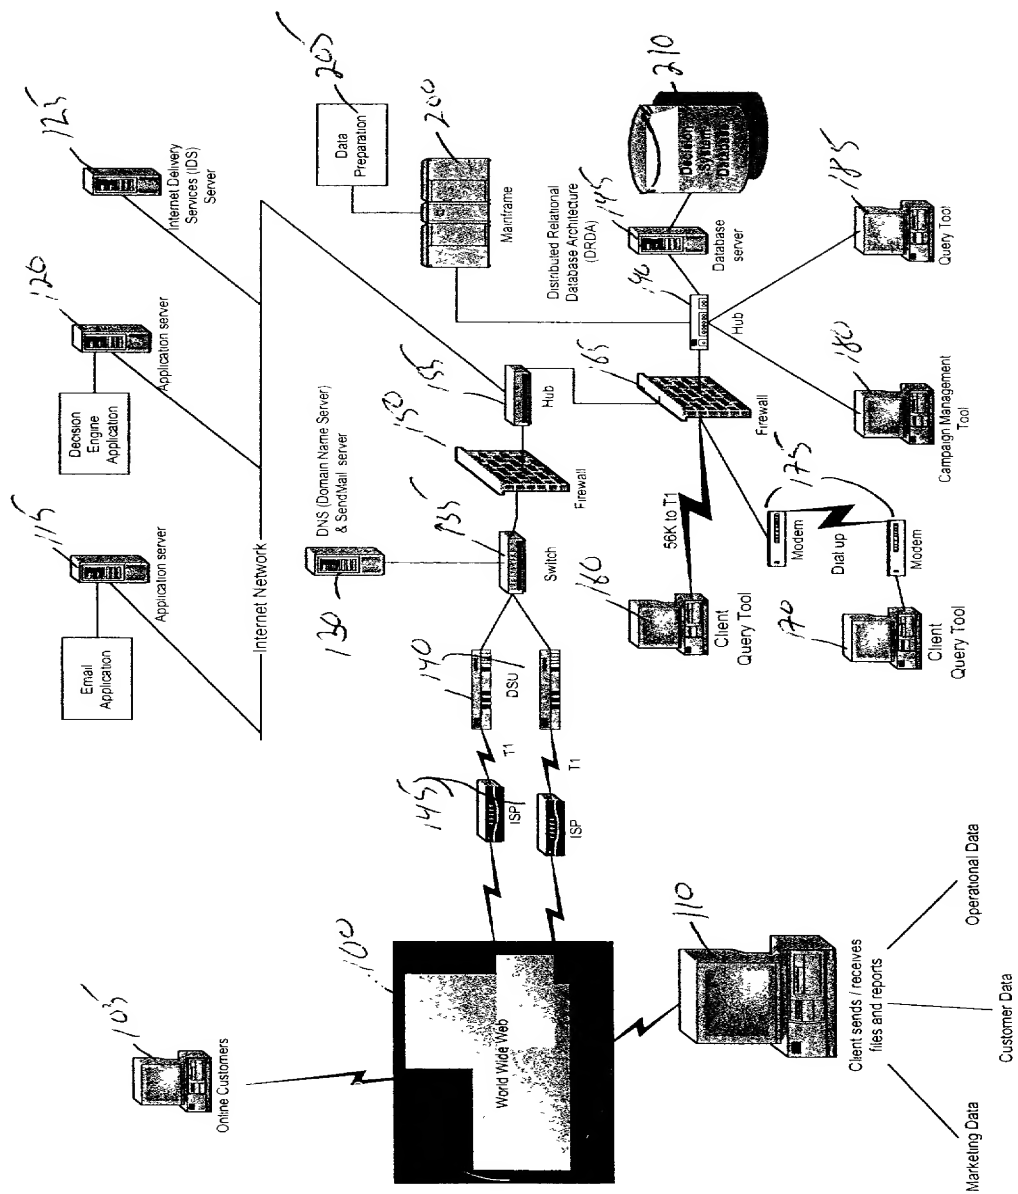 115
120
125
Email
Application
Decision
Engine
Application
Application server
Application server
Internet Delivery
Services (IDS)
Server
105
Online Customers
Internet Network
205
Data
Preparation
130
DNS (Domain Name Server)
& SendMail server
100
145
140
135
150
155
200
T1
DSU
Switch
Firewall
Hub
Mainframe
ISP
World Wide Web
T1
ISP
Distributed Relational
Database Architecture
(DRDA)
160
56K to T1
165
190
195
210
110
Client
Query Tool
Firewall
Hub
Database
server
Decision
System
Database
170
175
Modem
Dial up
Modem
180
185
Client sends / receives
files and reports
Client
Query Tool
Campaign Management
Tool
Query Tool
Marketing Data
Operational Data
Customer Data